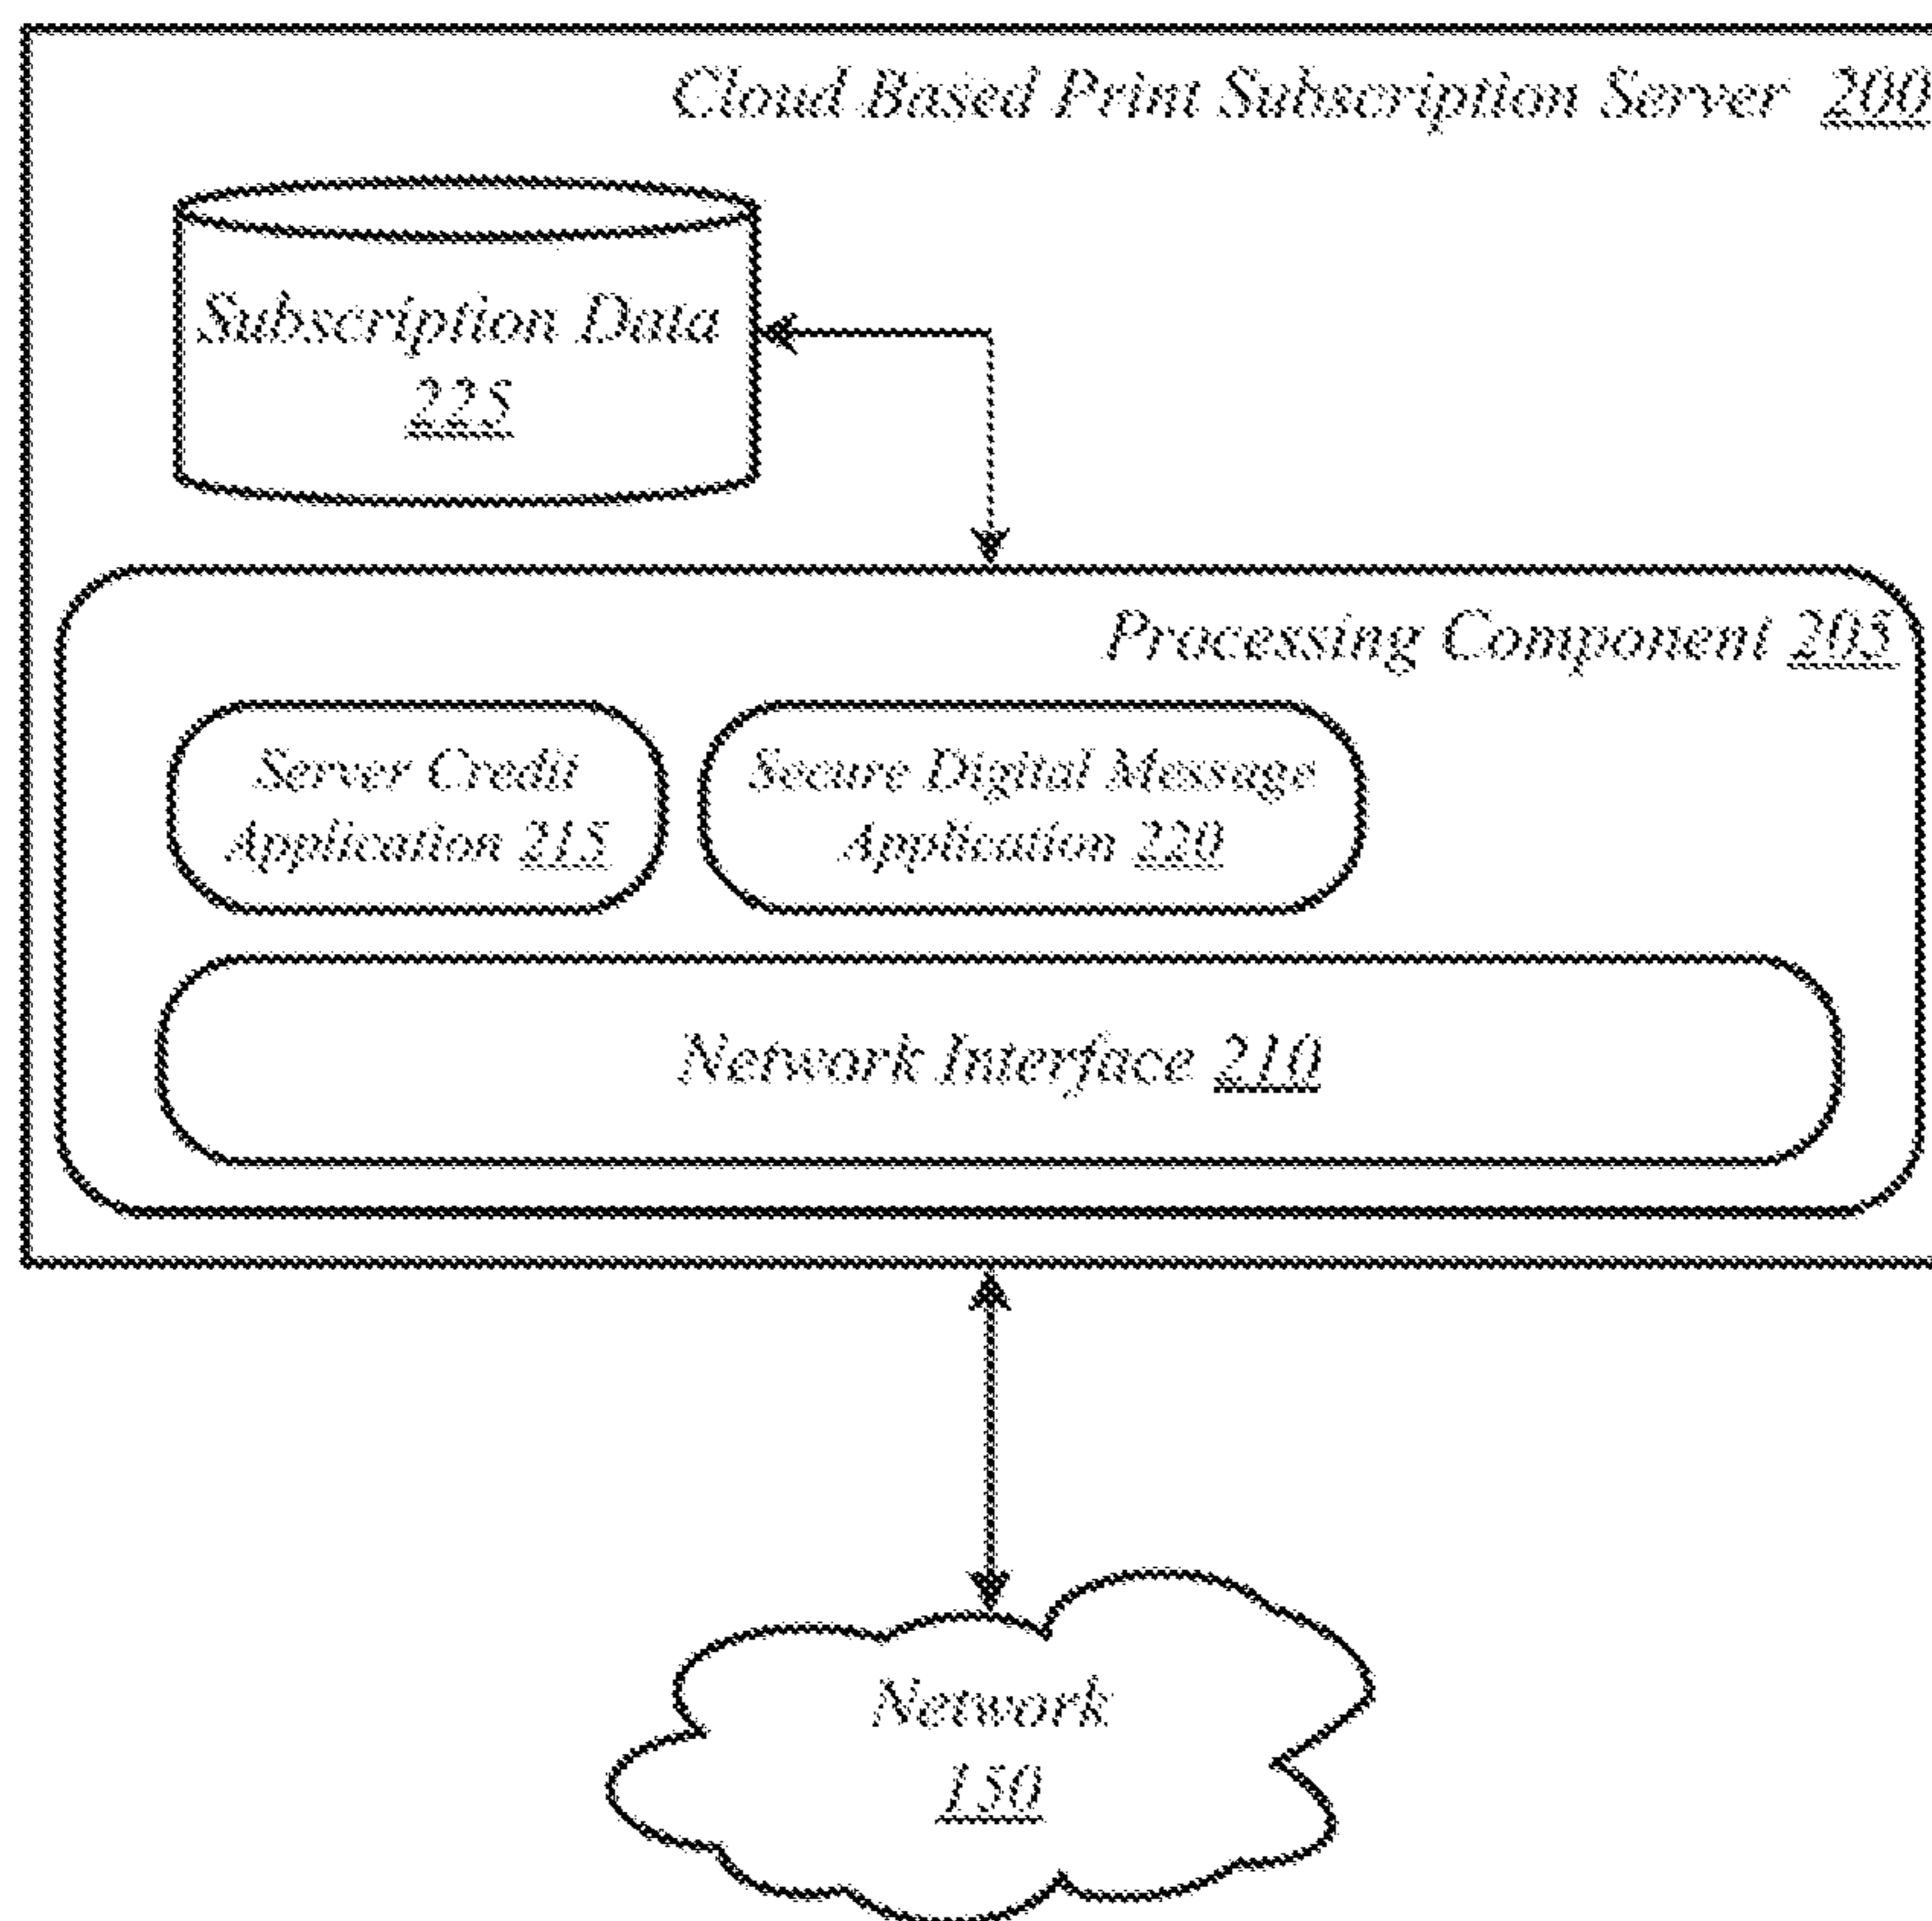 Cloud Based Print Subscription Server 200
Subscription Data
225
Processing Component 205
Server Credit
Application 215
Secure Digital Message
Application 220
Network Interface 210
Network
150